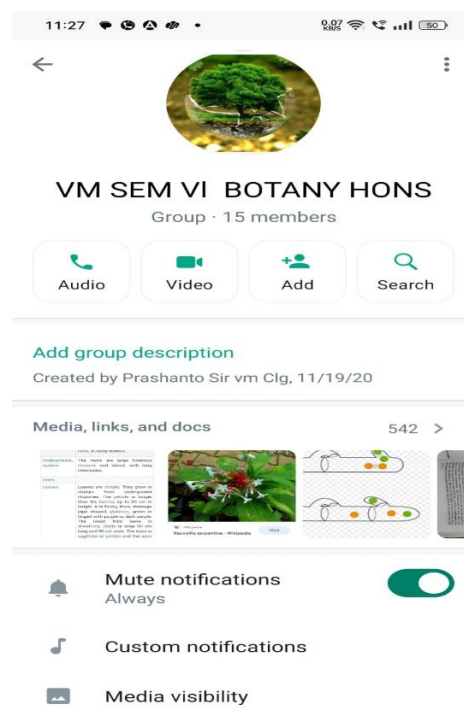 11:27
0.07 KB/S 50
VM SEM Vl BOTANY HONS
Group · 15 members
Audio Video Add Search
Add group description
Created by Prashanto Sir vm Clg, 11/19/20
Media, links, and docs 542 >
Rauvolfia serpentina - Wikipedia
Visit
Mute notifications
Always
Custom notifications
Media visibility